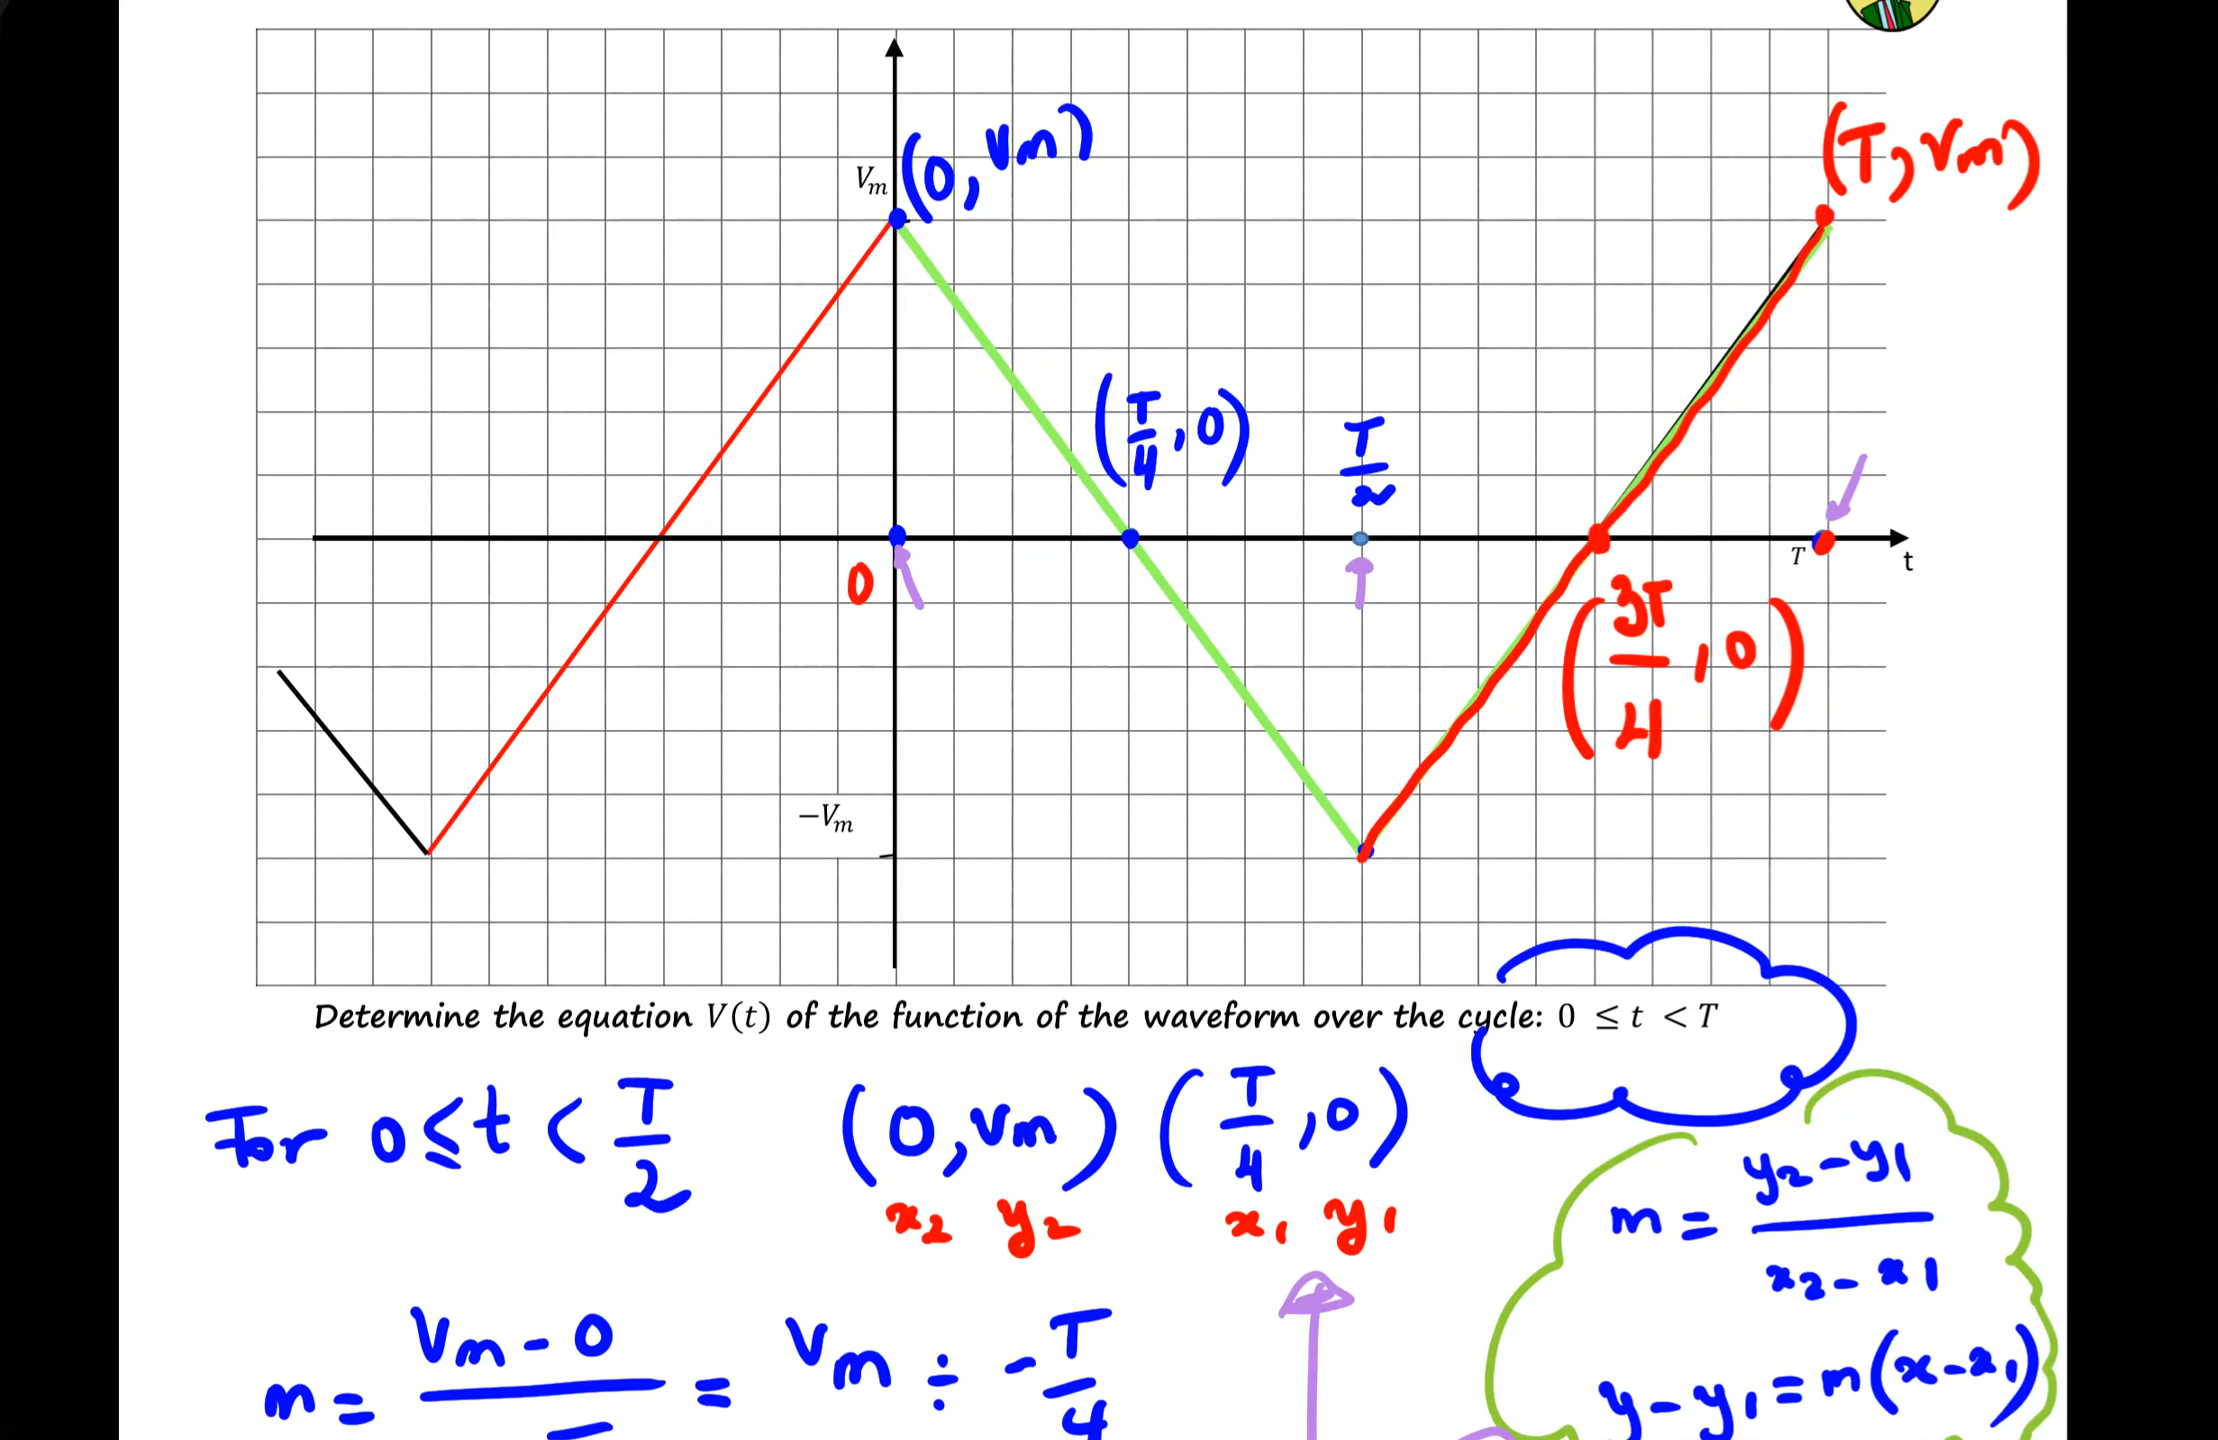 (0, Vm)
(T, Vm)
Vm
(T/4, 0)
T/2
0
T
t
(3T/4, 0)
−Vm
Determine the equation V(t) of the function of the waveform over the cycle: 0 ≤ t < T
For 0 ≤ t < T/2 (0, Vm) (T/4, 0)
x2 y2 x1 y1
m = y2 - y1 / x2 - x1
m = Vm - 0 / = Vm ÷ - T/4
y - y1 = m(x - x1)